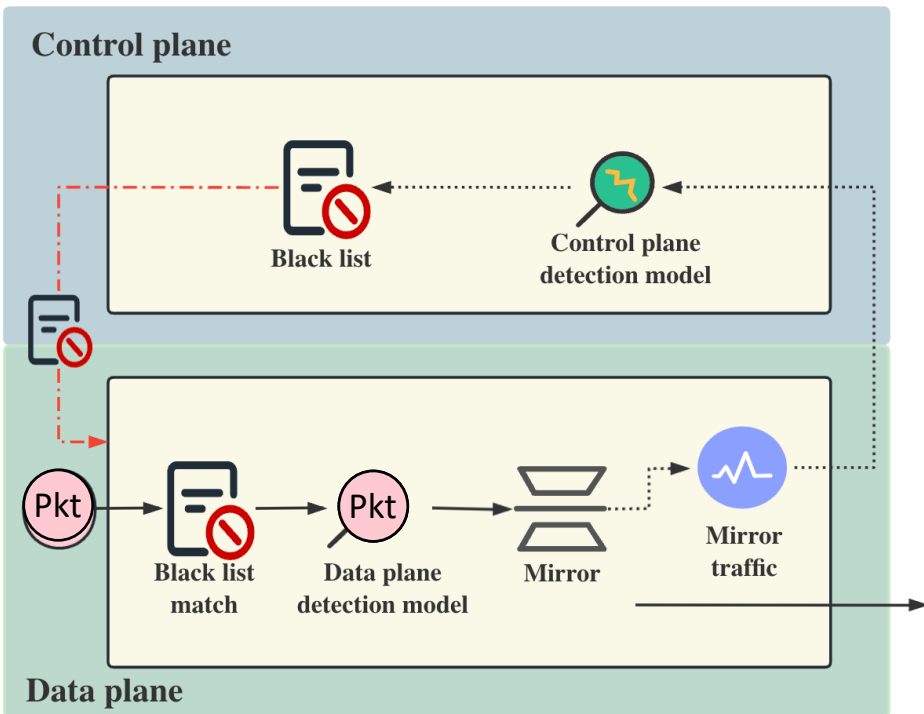 Control plane
Black list
Control plane
detection model
Pkt
Pkt
Black list
match
Data plane
detection model
Mirror
Mirror
traffic
Data plane